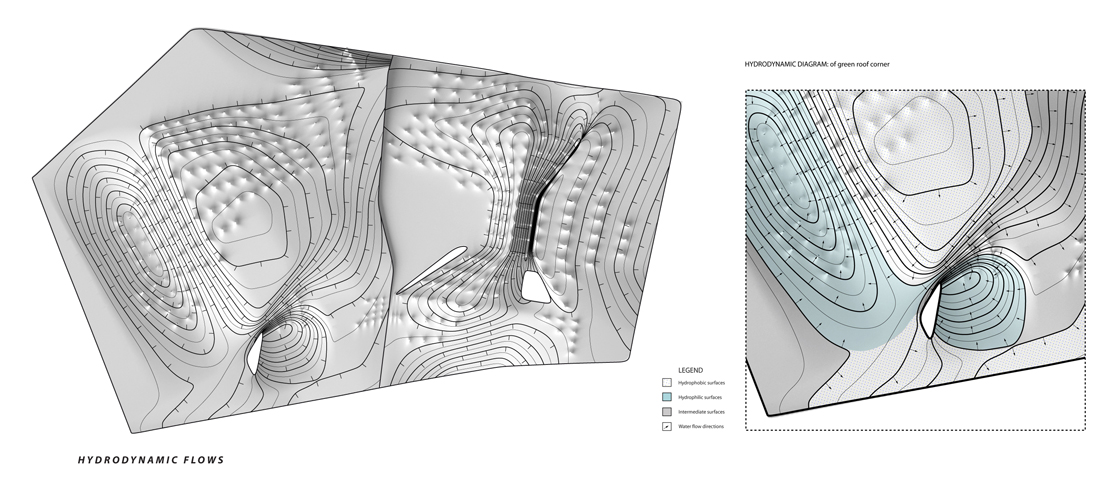 HYDRODYNAMIC DIAGRAM: of green roof corner
LEGEND
Hydrophobic surfaces
Hydrophilic surfaces
Intermediate surfaces
Water flow directions
HYDRODYNAMIC FLOWS